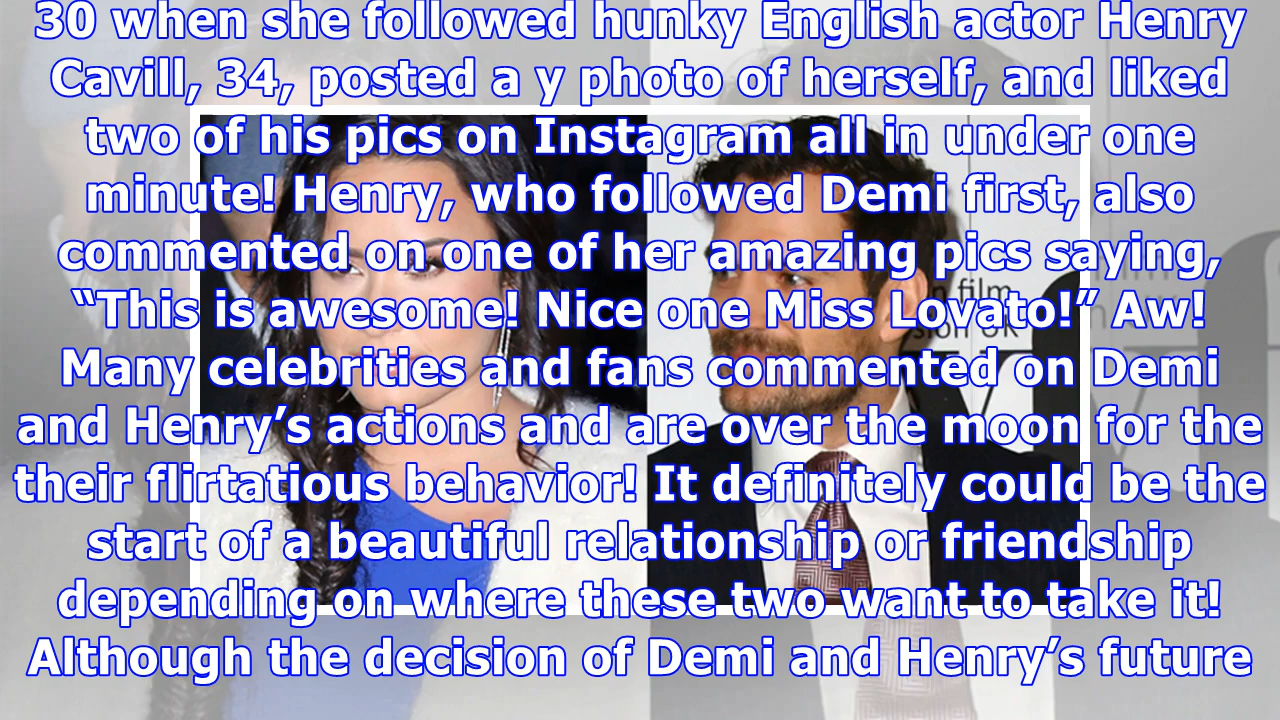 30 when she followed hunky English actor Henry
Cavill, 34, posted a y photo of herself, and liked
two of his pics on Instagram all in under one
minute! Henry, who followed Demi first, also
commented on one of her amazing pics saying,
“This is awesome! Nice one Miss Lovato!” Aw!
Many celebrities and fans commented on Demi
and Henry’s actions and are over the moon for the
their flirtatious behavior! It definitely could be the
start of a beautiful relationship or friendship
depending on where these two want to take it!
Although the decision of Demi and Henry’s future
film